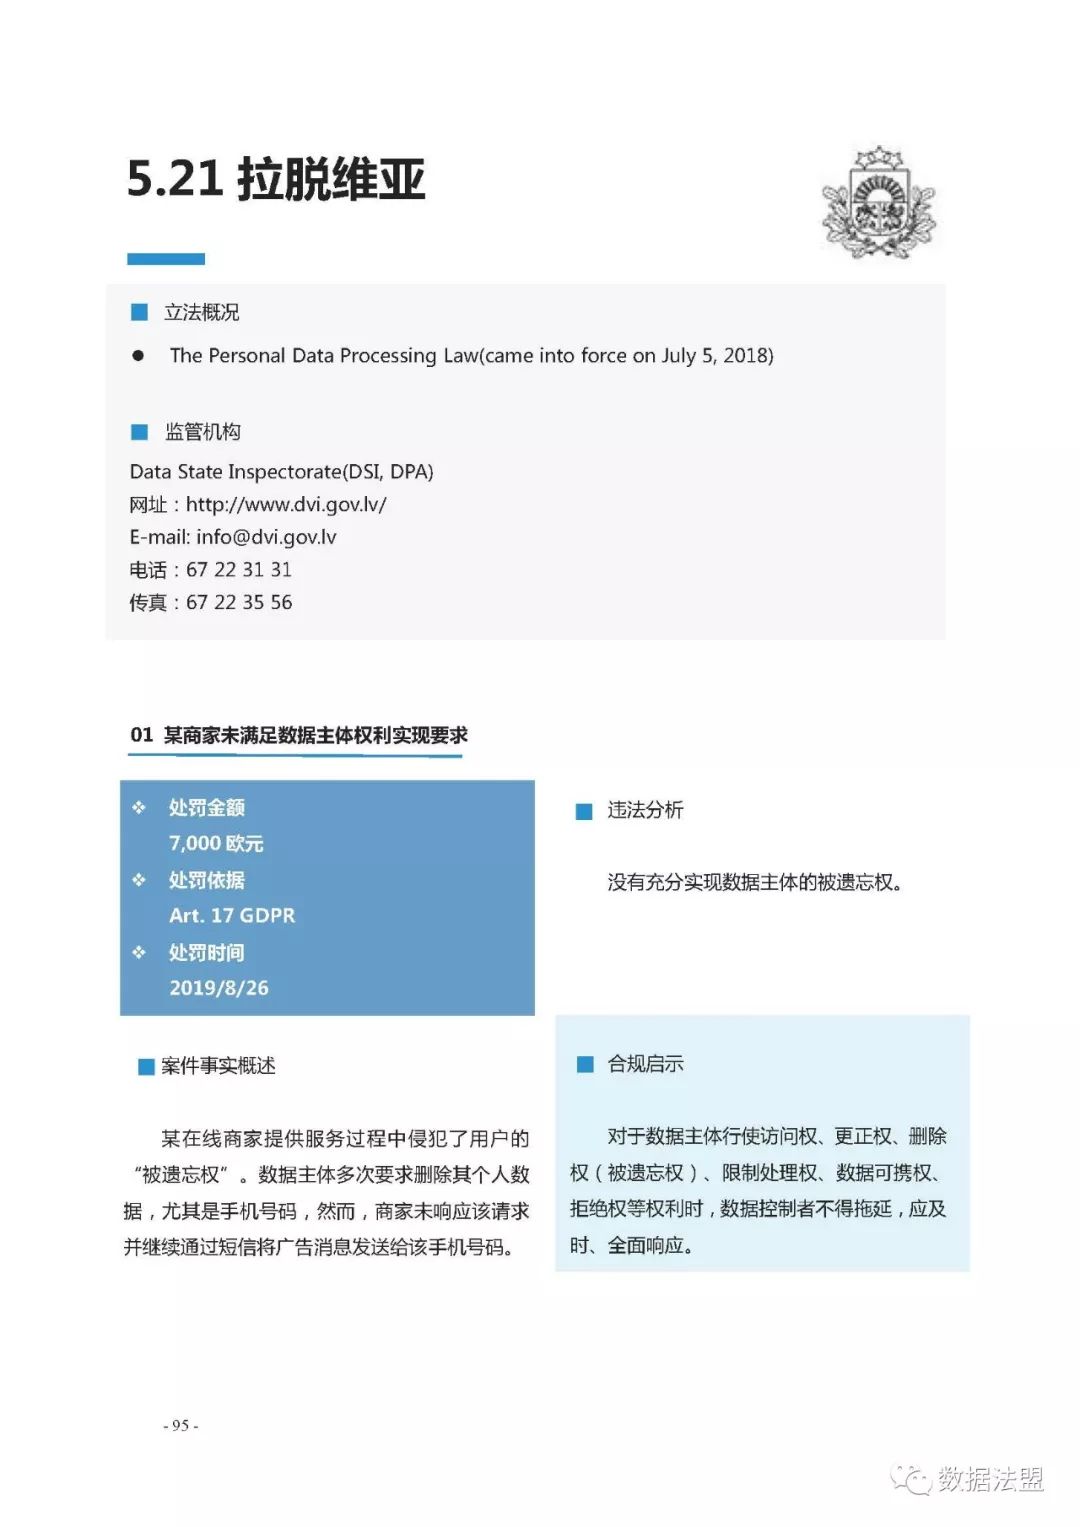 5.21 拉脱维亚
立法概况
● The Personal Data Processing Law(came into force on July 5, 2018)
监管机构
Data State Inspectorate(DSI, DPA)
网址：http://www.dvi.gov.lv/
E-mail: info@dvi.gov.lv
电话：67 22 31 31
传真：67 22 35 56
01 某商家未满足数据主体权利实现要求
处罚金额
7,000 欧元
处罚依据
Art. 17 GDPR
处罚时间
2019/8/26
案件事实概述
某在线商家提供服务过程中侵犯了用户的
“被遗忘权”。数据主体多次要求删除其个人数
据，尤其是手机号码，然而，商家未响应该请求
并继续通过短信将广告消息发送给该手机号码。
违法分析
没有充分实现数据主体的被遗忘权。
合规启示
对于数据主体行使访问权、更正权、删除
权（被遗忘权）、限制处理权、数据可携权、
拒绝权等权利时，数据控制者不得拖延，应及
时、全面响应。
- 95 -
数据法盟